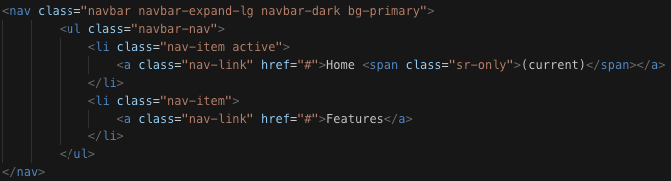 <nav class="navbar navbar-expand-lg navbar-dark bg-primary">
<ul class="navbar-nav">
<li class="nav-item active">
<a class="nav-link" href="#">Home <span class="sr-only">(current)</span></a>
</li>
<li class="nav-item">
<a class="nav-link" href="#">Features</a>
</li>
</ul>
</nav>